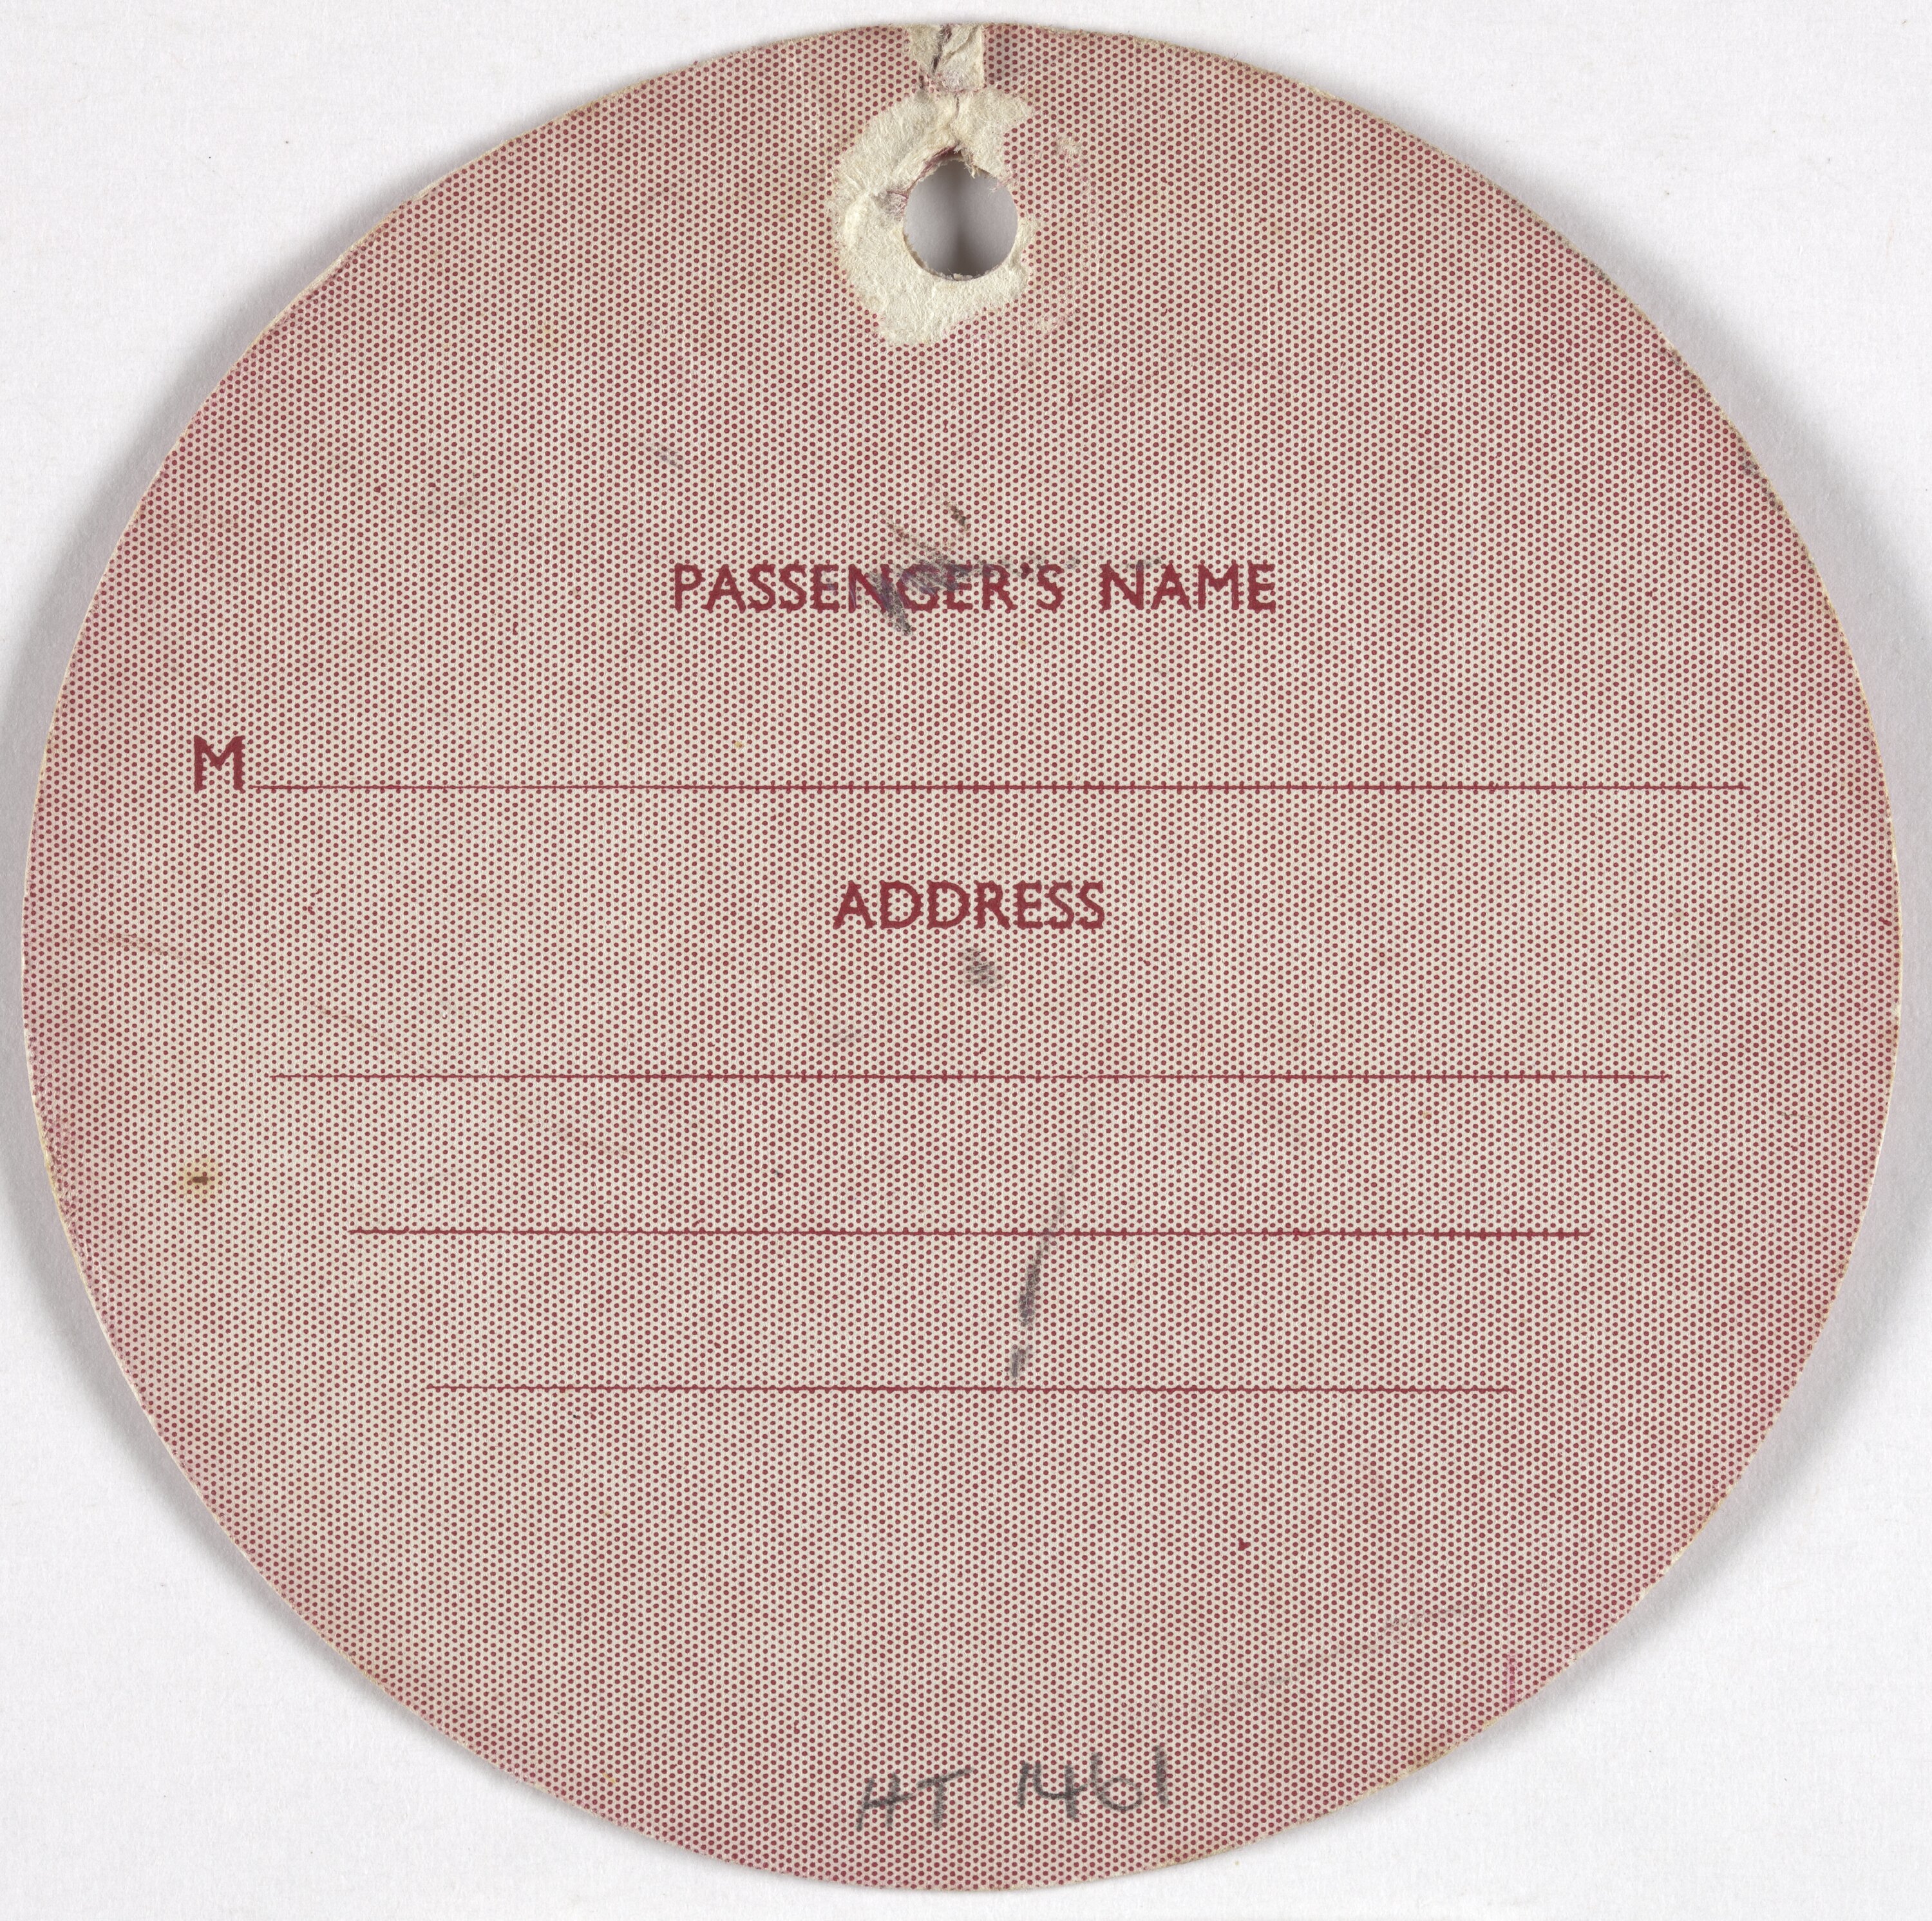 PASSENGER'S NAME
M
ADDRESS
HT 1461